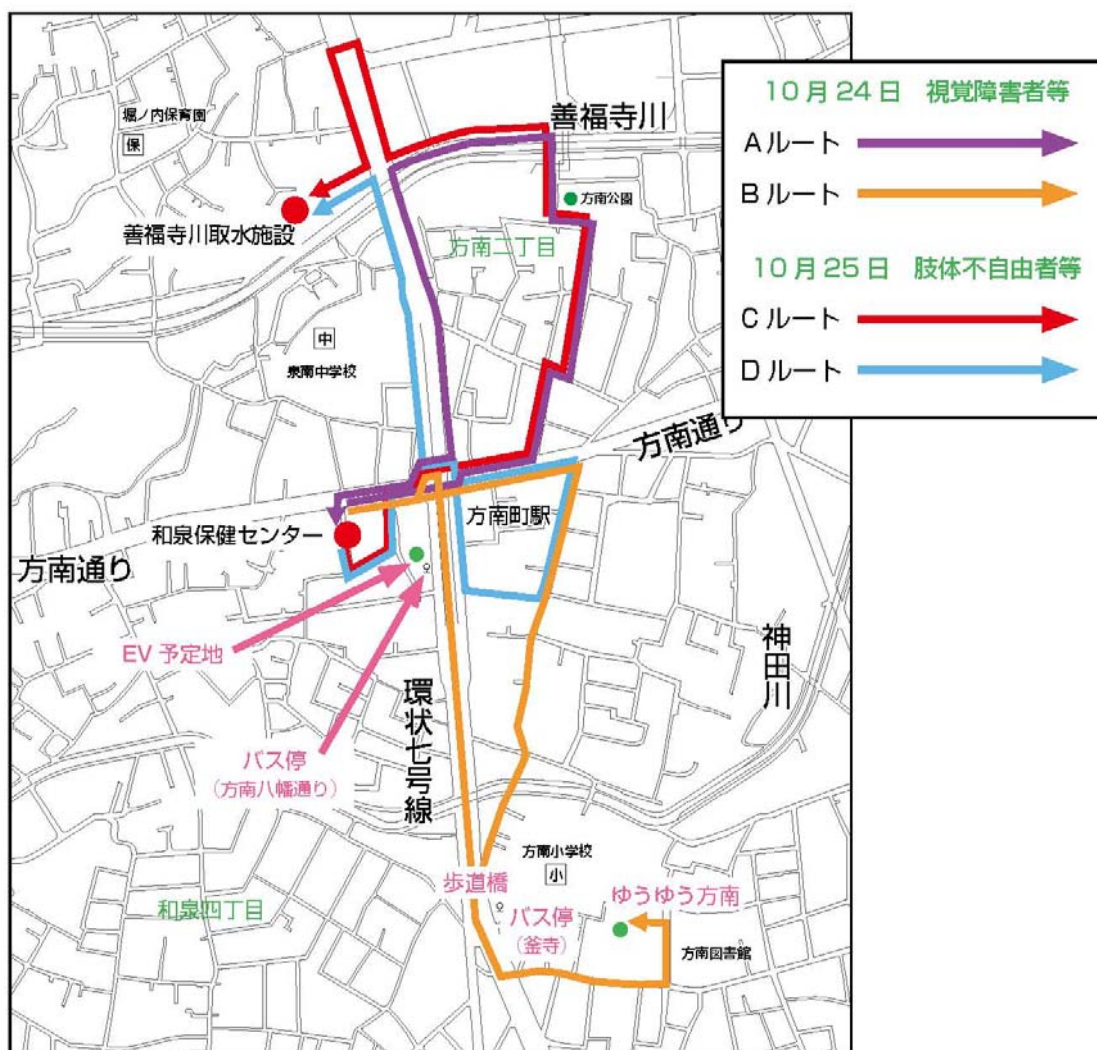 10月24日 視覚障害者等
Aルート
Bルート
10月25日 肢体不自由者等
Cルート
Dルート
堀ノ内保育園
保
善福寺川
方南公園
善福寺川取水施設
方南二丁目
中
泉南中学校
方南通り
方南町駅
和泉保健センター
方南通り
EV予定地
神田川
環状七号線
バス停
（方南八幡通り）
方南小学校
小
歩道橋
ゆうゆう方南
バス停
（釜寺）
和泉四丁目
方南図書館